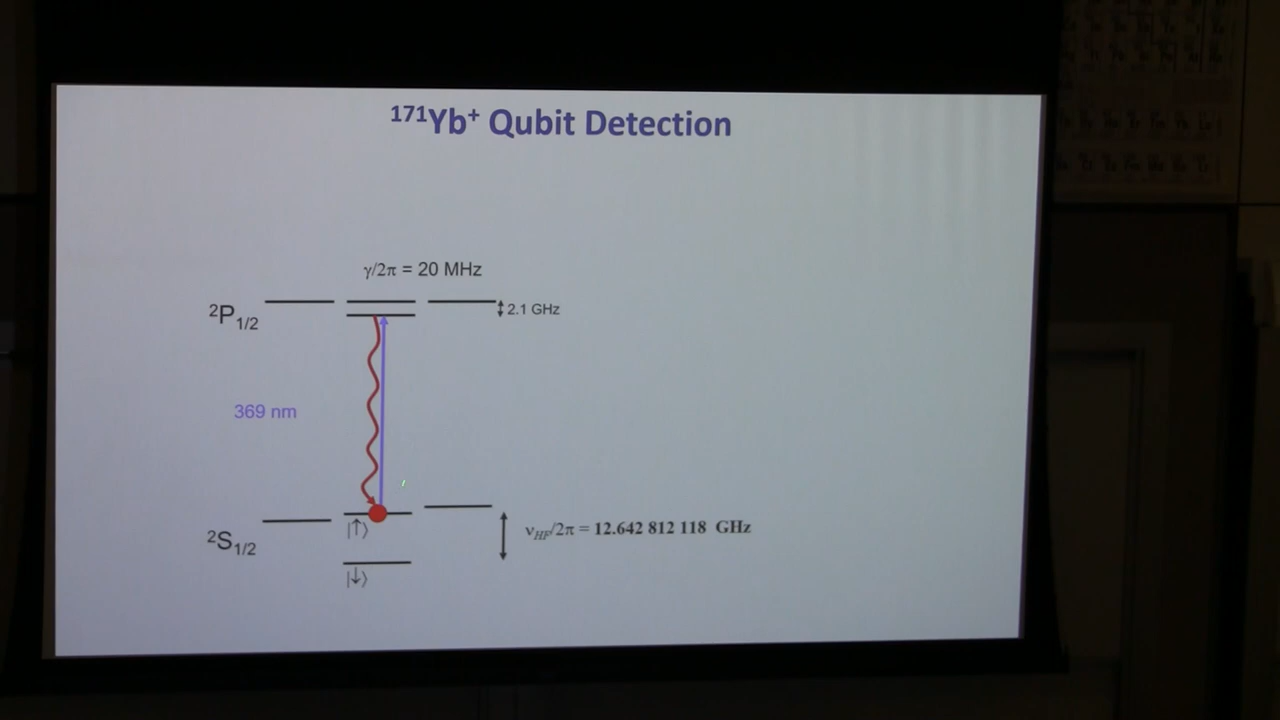 ¹⁷¹Yb⁺ Qubit Detection
γ/2π = 20 MHz
²P₁/₂
2.1 GHz
369 nm
|↑⟩
²S₁/₂
ν_HF/2π = 12.642 812 118 GHz
|↓⟩